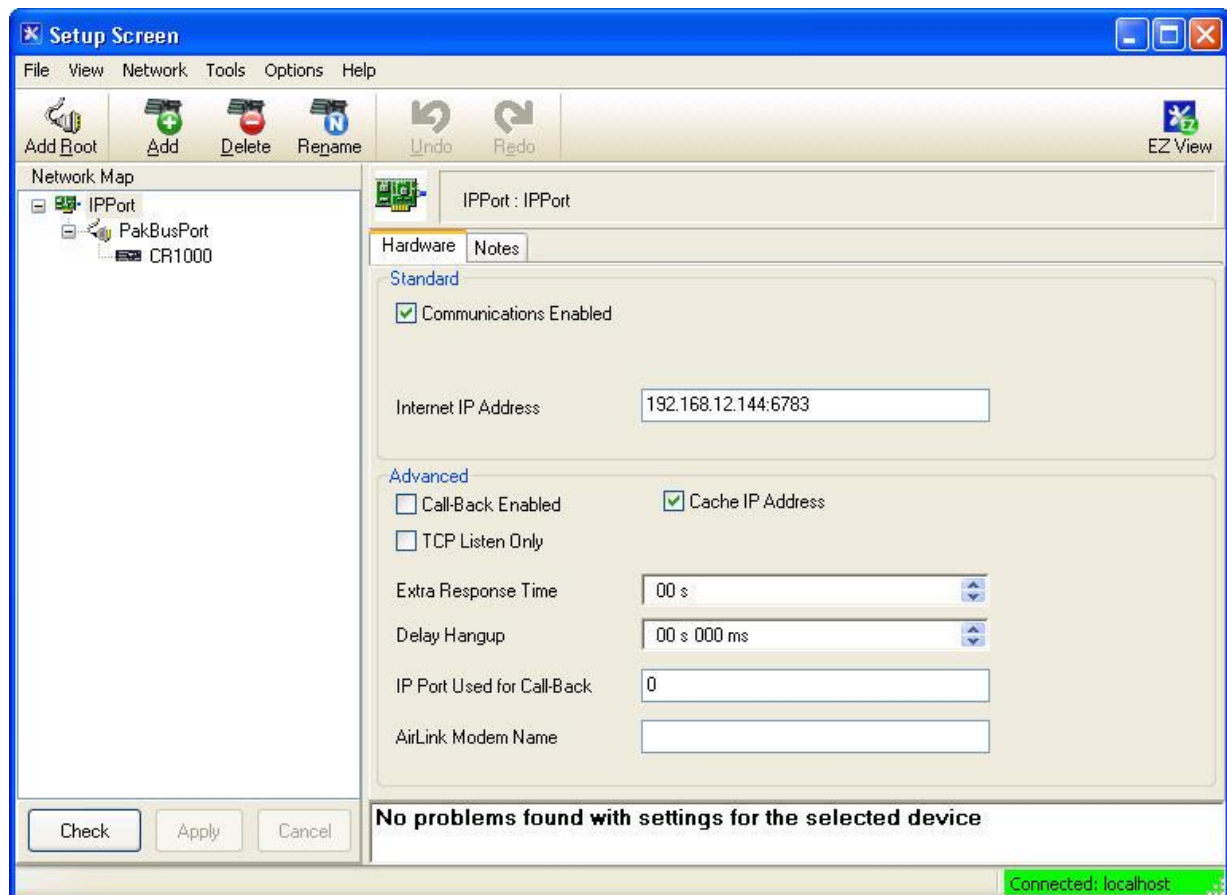 Setup Screen
File View Network Tools Options Help
Add Root Add Delete Rename Undo Redo EZ View
Network Map
IPPort
PakBusPort
CR1000
IPPort : IPPort
Hardware Notes
Standard
Communications Enabled
Internet IP Address 192.168.12.144:6783
Advanced
Call-Back Enabled Cache IP Address
TCP Listen Only
Extra Response Time 00 s
Delay Hangup 00 s 000 ms
IP Port Used for Call-Back 0
AirLink Modem Name
Check Apply Cancel
No problems found with settings for the selected device
Connected: localhost